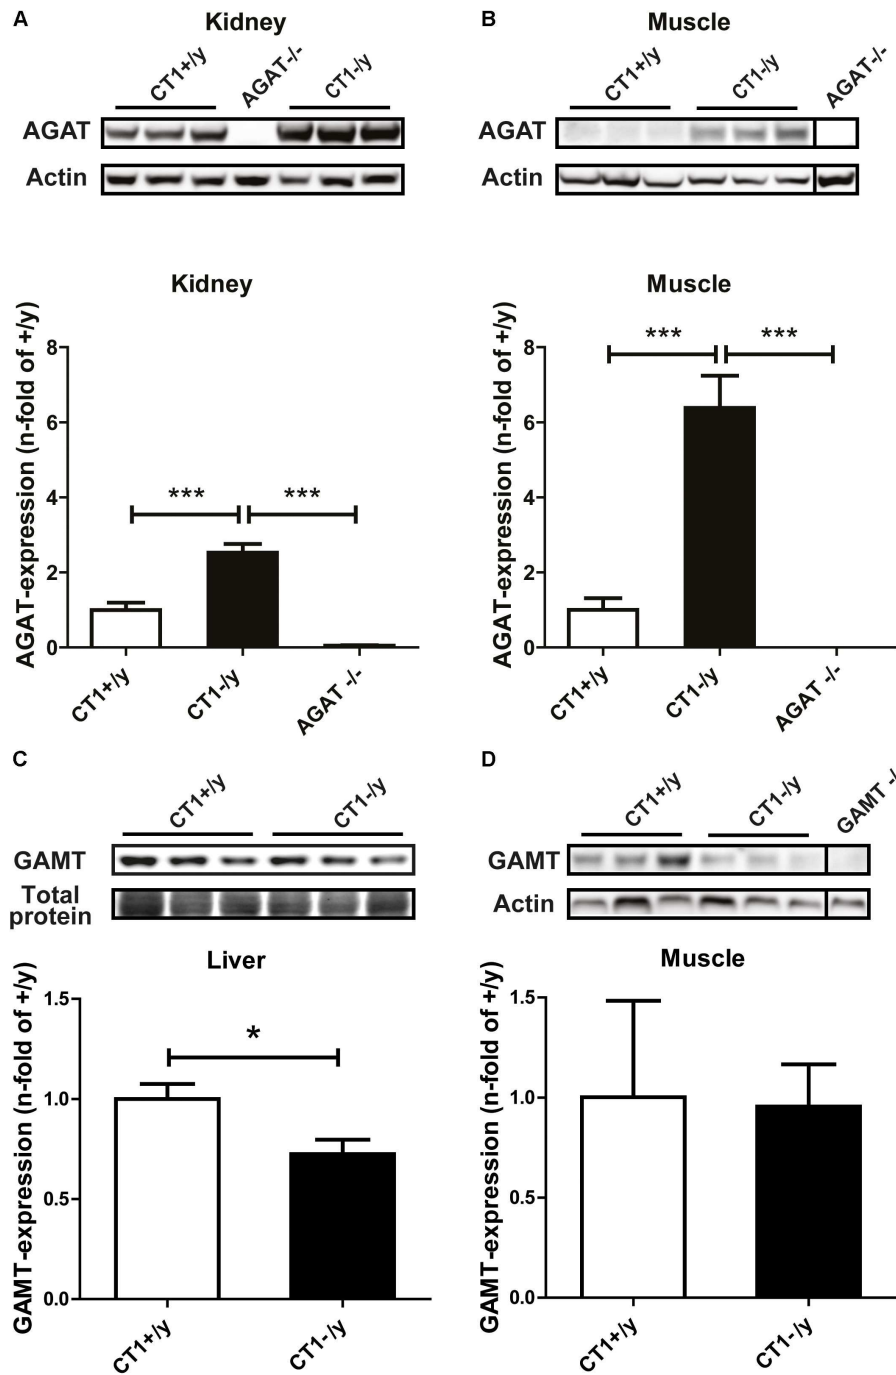 A
Kidney
CT1+/y
AGAT-/-
CT1-/y
AGAT
Actin
Kidney
AGAT-expression (n-fold of +/y)
8
6
4
2
0
***
***
CT1+/y
CT1-/y
AGAT -/-
B
Muscle
CT1+/y
CT1-/y
AGAT-/-
AGAT
Actin
Muscle
AGAT-expression (n-fold of +/y)
8
6
4
2
0
***
***
CT1+/y
CT1-/y
AGAT -/-
C
CT1+/y
CT1-/y
GAMT
Total
protein
Liver
GAMT-expression (n-fold of +/y)
1.5
1.0
0.5
0.0
*
CT1+/y
CT1-/y
D
CT1+/y
CT1-/y
GAMT -/
GAMT
Actin
Muscle
GAMT-expression (n-fold of +/y)
1.5
1.0
0.5
0.0
CT1+/y
CT1-/y